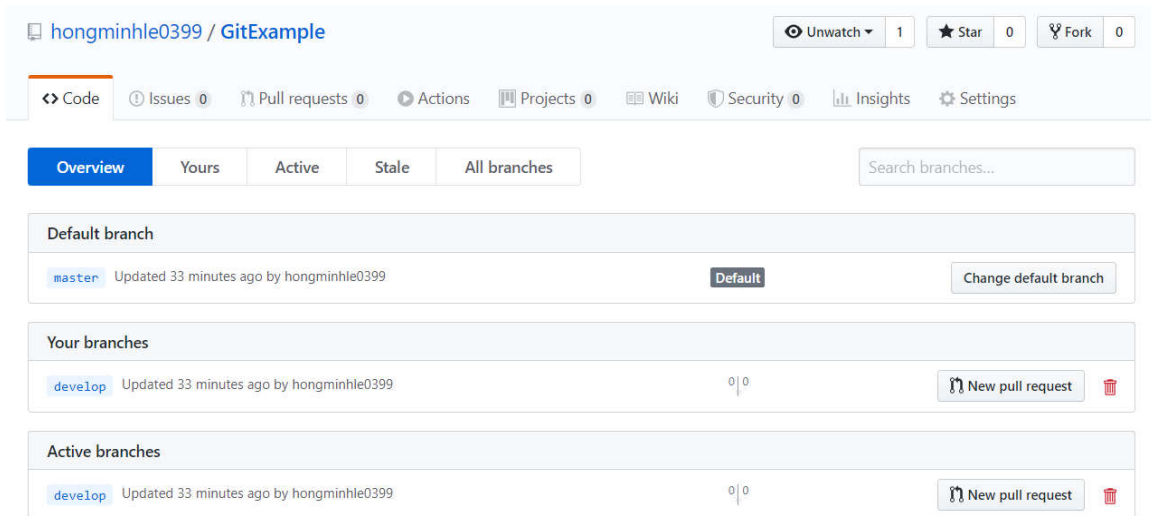 hongminhle0399 / GitExample
Unwatch 1 Star 0 Fork 0
Code Issues 0 Pull requests 0 Actions Projects 0 Wiki Security 0 Insights Settings
Overview Yours Active Stale All branches Search branches...
Default branch
master Updated 33 minutes ago by hongminhle0399 Default Change default branch
Your branches
develop Updated 33 minutes ago by hongminhle0399 0 | 0 New pull request
Active branches
develop Updated 33 minutes ago by hongminhle0399 0 | 0 New pull request